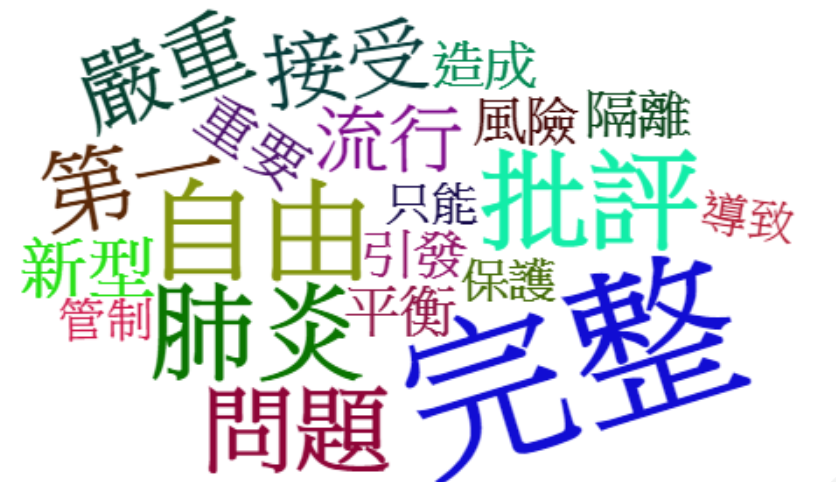 嚴重
接受
造成
重要
流行
風險
隔離
第一
自由
只能
批評
導致
新型
引發
保護
管制
肺炎
平衡
完整
問題